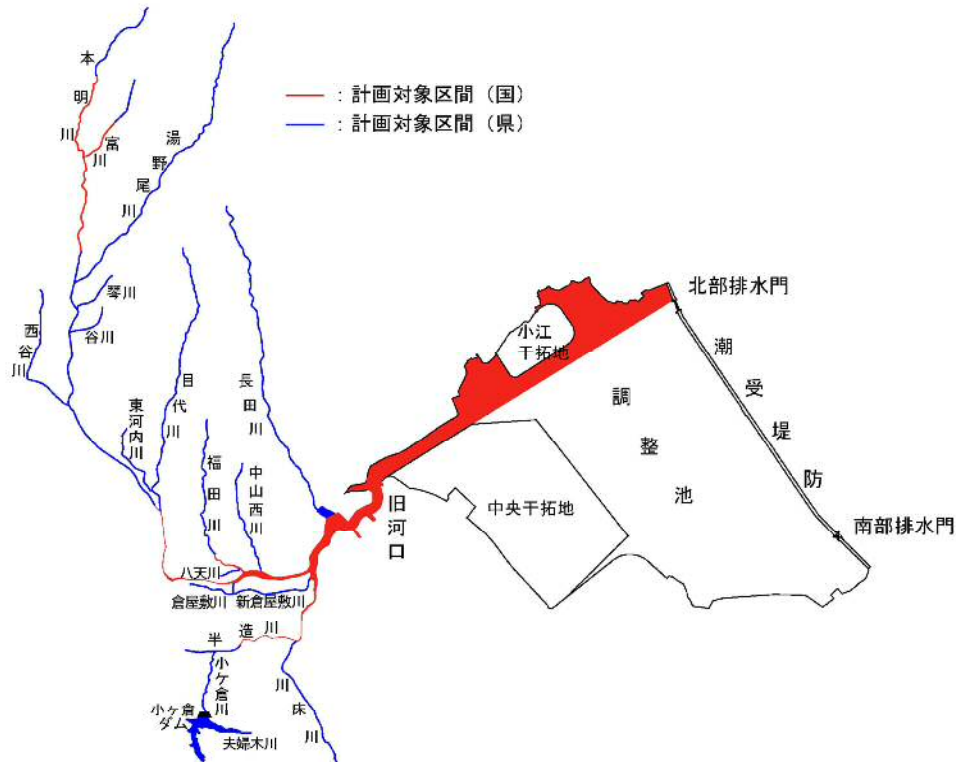 ：計画対象区間（国）
：計画対象区間（県）
本明川
富川
湯野尾川
琴川
谷川
西谷川
東河内川
目代川
長田川
福田川
中山西川
八天川
倉屋敷川
新倉屋敷川
半造川
小ケ倉川
小ヶ倉ダム
夫婦木川
川床川
旧河口
小江
干拓地
中央干拓地
調整池
北部排水門
潮受堤防
南部排水門